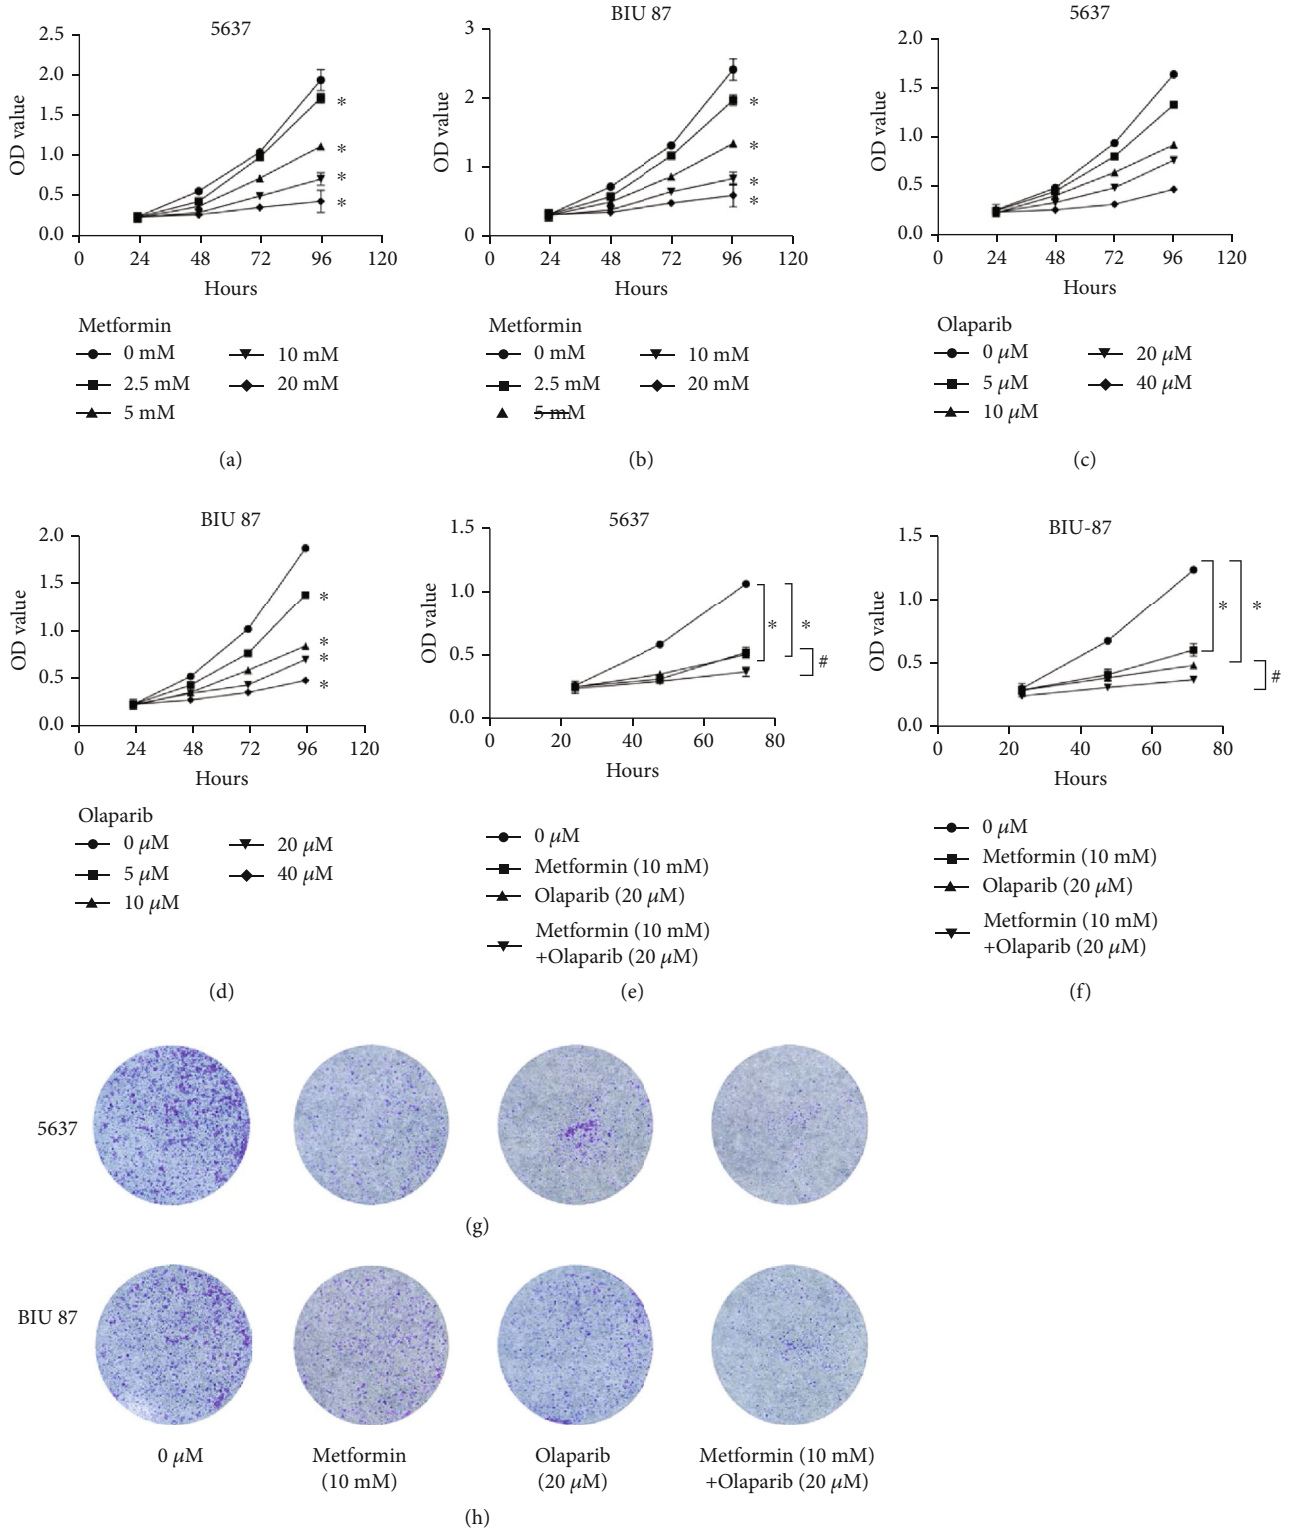 5637
2.5
2.0
1.5
1.0
0.5
0.0
OD value
0 24 48 72 96 120
Hours
* * * *
Metformin
0 mM 10 mM
2.5 mM 20 mM
5 mM
(a)
BIU 87
3
2
1
0
OD value
0 24 48 72 96 120
Hours
* * * *
Metformin
0 mM 10 mM
2.5 mM 20 mM
5 mM
(b)
5637
2.0
1.5
1.0
0.5
0.0
OD value
0 24 48 72 96 120
Hours
Olaparib
0 μM 20 μM
5 μM 40 μM
10 μM
(c)
BIU 87
2.0
1.5
1.0
0.5
0.0
OD value
0 24 48 72 96 120
Hours
* * * *
Olaparib
0 μM 20 μM
5 μM 40 μM
10 μM
(d)
5637
1.5
1.0
0.5
0.0
OD value
0 20 40 60 80
Hours
* * #
0 μM
Metformin (10 mM)
Olaparib (20 μM)
Metformin (10 mM)
+Olaparib (20 μM)
(e)
BIU-87
1.5
1.0
0.5
0.0
OD value
0 20 40 60 80
Hours
* * #
0 μM
Metformin (10 mM)
Olaparib (20 μM)
Metformin (10 mM)
+Olaparib (20 μM)
(f)
5637
(g)
BIU 87
0 μM Metformin Olaparib Metformin (10 mM)
(10 mM) (20 μM) +Olaparib (20 μM)
(h)